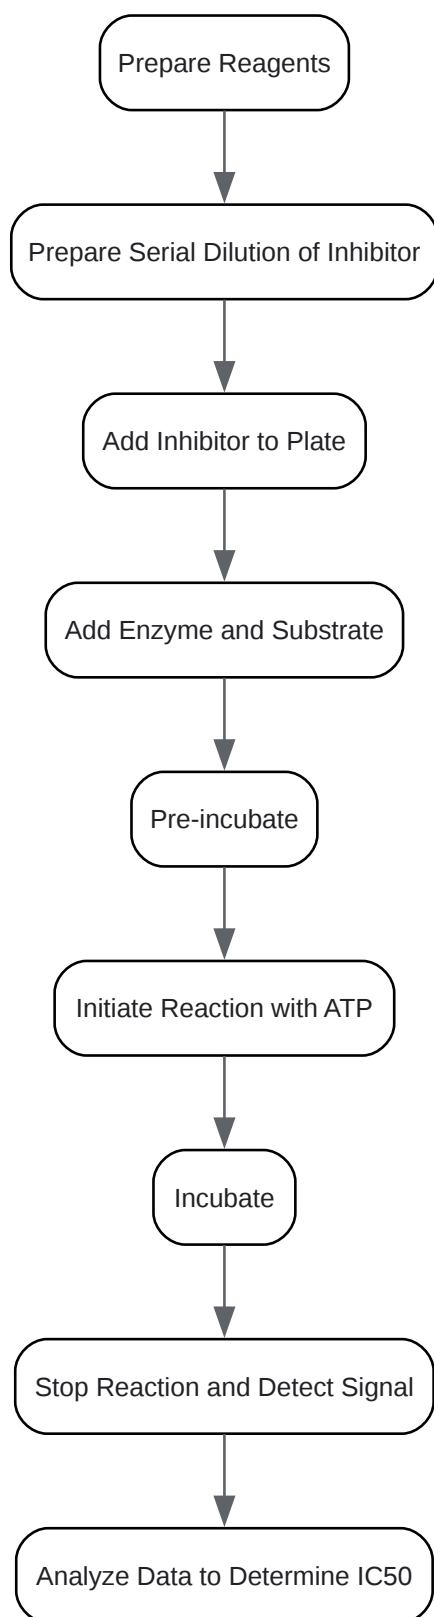 Prepare Reagents
Prepare Serial Dilution of Inhibitor
Add Inhibitor to Plate
Add Enzyme and Substrate
Pre-incubate
Initiate Reaction with ATP
Incubate
Stop Reaction and Detect Signal
Analyze Data to Determine IC50